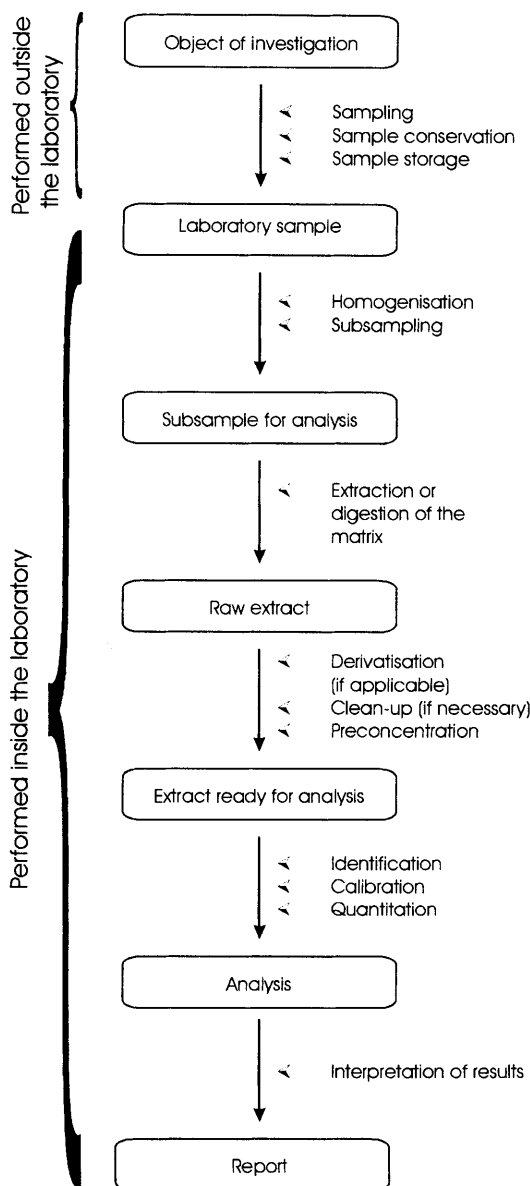 Performed outside
the laboratory
Object of investigation
Sampling
Sample conservation
Sample storage
Performed inside the laboratory
Laboratory sample
Homogenisation
Subsampling
Subsample for analysis
Extraction or
digestion of the
matrix
Raw extract
Derivatisation
(if applicable)
Clean-up (if necessary)
Preconcentration
Extract ready for analysis
Identification
Calibration
Quantitation
Analysis
Interpretation of results
Report